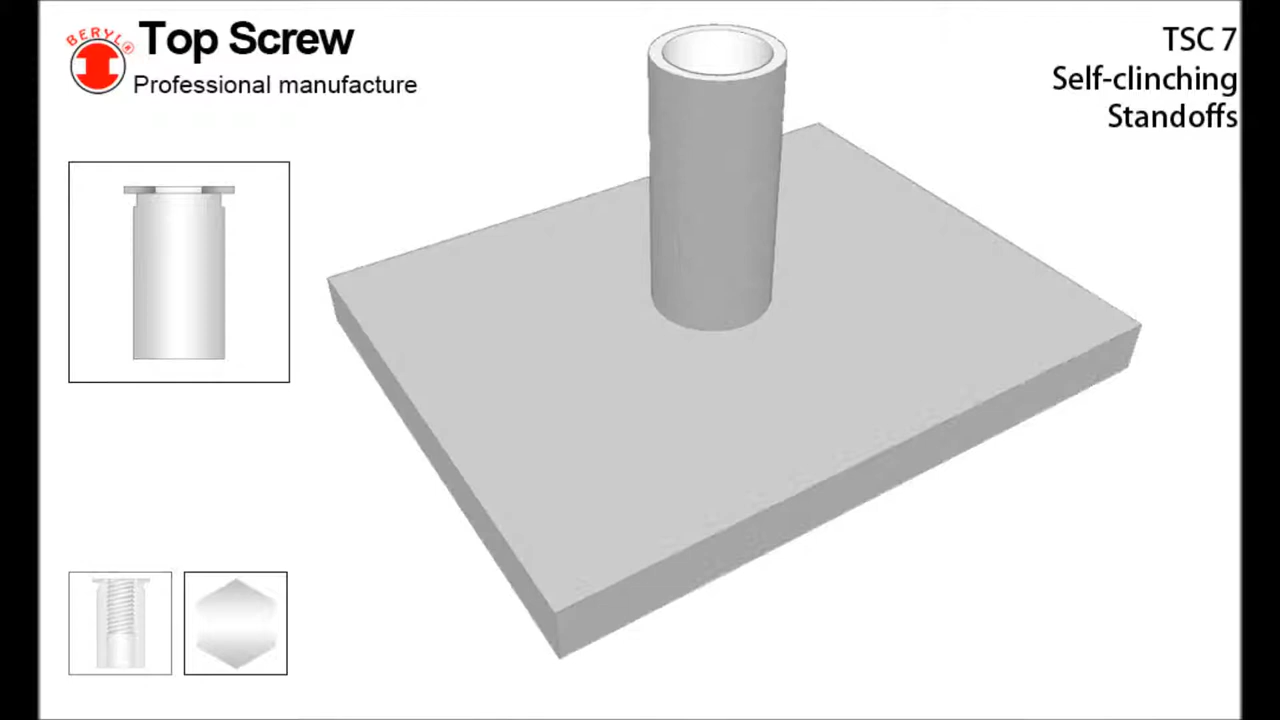 BERYL®
Top Screw
Professional manufacture
TSC 7
Self-clinching
Standoffs